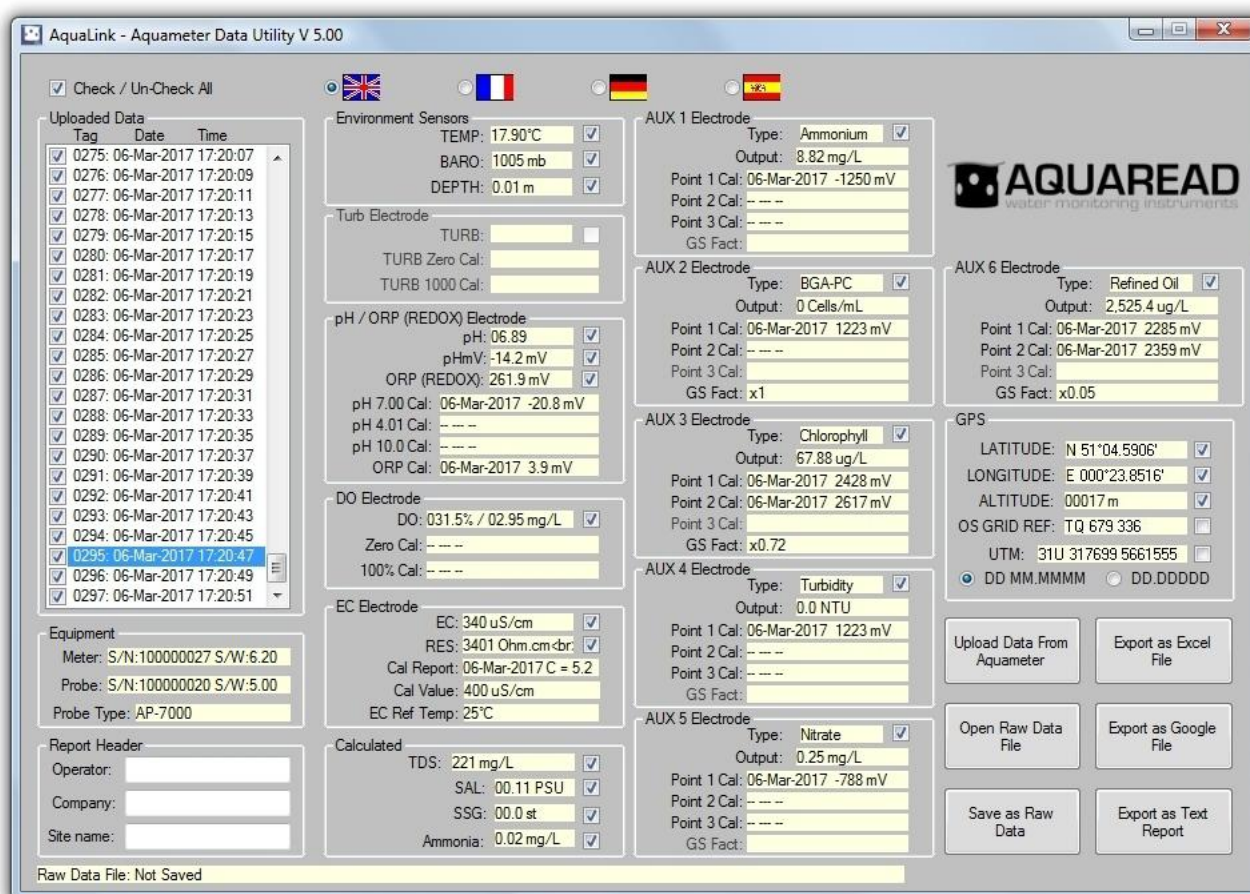 AquaLink - Aquameter Data Utility V 5.00
Check / Un-Check All
Uploaded Data
Tag Date Time
0275: 06-Mar-2017 17:20:07
0276: 06-Mar-2017 17:20:09
0277: 06-Mar-2017 17:20:11
0278: 06-Mar-2017 17:20:13
0279: 06-Mar-2017 17:20:15
0280: 06-Mar-2017 17:20:17
0281: 06-Mar-2017 17:20:19
0282: 06-Mar-2017 17:20:21
0283: 06-Mar-2017 17:20:23
0284: 06-Mar-2017 17:20:25
0285: 06-Mar-2017 17:20:27
0286: 06-Mar-2017 17:20:29
0287: 06-Mar-2017 17:20:31
0288: 06-Mar-2017 17:20:33
0289: 06-Mar-2017 17:20:35
0290: 06-Mar-2017 17:20:37
0291: 06-Mar-2017 17:20:39
0292: 06-Mar-2017 17:20:41
0293: 06-Mar-2017 17:20:43
0294: 06-Mar-2017 17:20:45
0295: 06-Mar-2017 17:20:47
0296: 06-Mar-2017 17:20:49
0297: 06-Mar-2017 17:20:51
Equipment
Meter: S/N:100000027 S/W:6.20
Probe: S/N:100000020 S/W:5.00
Probe Type: AP-7000
Report Header
Operator:
Company:
Site name:
Environment Sensors
TEMP: 17.90°C
BARO: 1005 mb
DEPTH: 0.01 m
Turb Electrode
TURB:
TURB Zero Cal:
TURB 1000 Cal:
pH / ORP (REDOX) Electrode
pH: 06.89
pHmV: -14.2 mV
ORP (REDOX): 261.9 mV
pH 7.00 Cal: 06-Mar-2017 -20.8 mV
pH 4.01 Cal: -- --- --
pH 10.0 Cal: -- --- --
ORP Cal: 06-Mar-2017 3.9 mV
DO Electrode
DO: 031.5% / 02.95 mg/L
Zero Cal: -- --- --
100% Cal: -- --- --
EC Electrode
EC: 340 uS/cm
RES: 3401 Ohm.cm<br:
Cal Report: 06-Mar-2017 C = 5.2
Cal Value: 400 uS/cm
EC Ref Temp: 25°C
Calculated
TDS: 221 mg/L
SAL: 00.11 PSU
SSG: 00.0 st
Ammonia: 0.02 mg/L
AUX 1 Electrode
Type: Ammonium
Output: 8.82 mg/L
Point 1 Cal: 06-Mar-2017 -1250 mV
Point 2 Cal: -- --- --
Point 3 Cal: -- --- --
GS Fact:
AUX 2 Electrode
Type: BGA-PC
Output: 0 Cells/mL
Point 1 Cal: 06-Mar-2017 1223 mV
Point 2 Cal: -- --- --
Point 3 Cal:
GS Fact: x1
AUX 3 Electrode
Type: Chlorophyll
Output: 67.88 ug/L
Point 1 Cal: 06-Mar-2017 2428 mV
Point 2 Cal: 06-Mar-2017 2617 mV
Point 3 Cal:
GS Fact: x0.72
AUX 4 Electrode
Type: Turbidity
Output: 0.0 NTU
Point 1 Cal: 06-Mar-2017 1223 mV
Point 2 Cal: -- --- --
Point 3 Cal: -- --- --
GS Fact:
AUX 5 Electrode
Type: Nitrate
Output: 0.25 mg/L
Point 1 Cal: 06-Mar-2017 -788 mV
Point 2 Cal: -- --- --
Point 3 Cal: -- --- --
GS Fact:
AQUAREAD
water monitoring instruments
AUX 6 Electrode
Type: Refined Oil
Output: 2,525.4 ug/L
Point 1 Cal: 06-Mar-2017 2285 mV
Point 2 Cal: 06-Mar-2017 2359 mV
Point 3 Cal:
GS Fact: x0.05
GPS
LATITUDE: N 51°04.5906'
LONGITUDE: E 000°23.8516'
ALTITUDE: 00017 m
OS GRID REF: TQ 679 336
UTM: 31U 317699 5661555
DD MM.MMMM DD.DDDDD
Upload Data From
Aquameter
Export as Excel
File
Open Raw Data
File
Export as Google
File
Save as Raw
Data
Export as Text
Report
Raw Data File: Not Saved